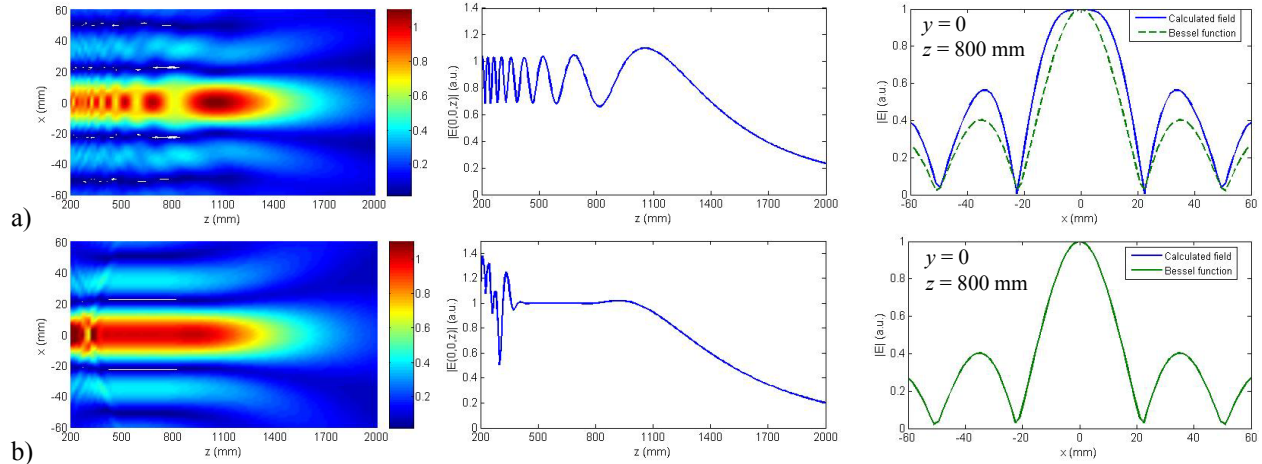 60
40
20
0
-20
-40
-60
x (mm)
200 500 800 1100 1400 1700 2000
z (mm)
1
0.8
0.6
0.4
0.2
a)
1.4
1.2
1
0.8
0.6
0.4
0.2
0
|E(0,0,z)| (a.u.)
200 500 800 1100 1400 1700 2000
z (mm)
1
0.8
0.6
0.4
0.2
0
|E| (a.u.)
y = 0
z = 800 mm
Calculated field
Bessel function
-60 -40 -20 0 20 40 60
x (mm)
60
40
20
0
-20
-40
-60
x (mm)
200 500 800 1100 1400 1700 2000
z (mm)
1
0.8
0.6
0.4
0.2
b)
1.4
1.2
1
0.8
0.6
0.4
0.2
0
|E(0,0,z)| (a.u.)
200 500 800 1100 1400 1700 2000
z (mm)
1
0.8
0.6
0.4
0.2
0
|E| (a.u.)
y = 0
z = 800 mm
Calculated field
Bessel function
-60 -40 -20 0 20 40 60
x (mm)